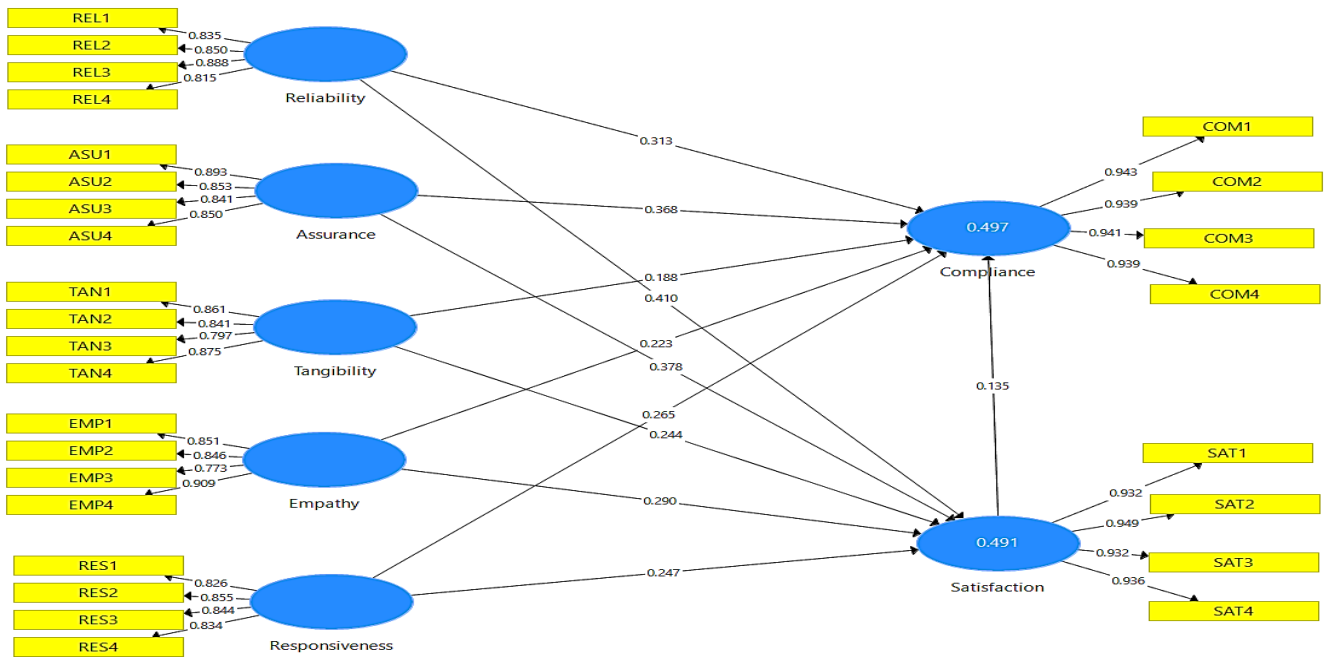 REL1
REL2
REL3
REL4
0.835
0.850
0.888
0.815
Reliability
ASU1
ASU2
ASU3
ASU4
0.893
0.853
0.841
0.850
Assurance
TAN1
TAN2
TAN3
TAN4
0.861
0.841
0.797
0.875
Tangibility
EMP1
EMP2
EMP3
EMP4
0.851
0.846
0.773
0.909
Empathy
RES1
RES2
RES3
RES4
0.826
0.855
0.844
0.834
Responsiveness
0.313
0.368
0.188
0.410
0.223
0.378
0.265
0.244
0.290
0.247
0.135
0.497
Compliance
0.943
0.939
0.941
0.939
COM1
COM2
COM3
COM4
0.491
Satisfaction
0.932
0.949
0.932
0.936
SAT1
SAT2
SAT3
SAT4